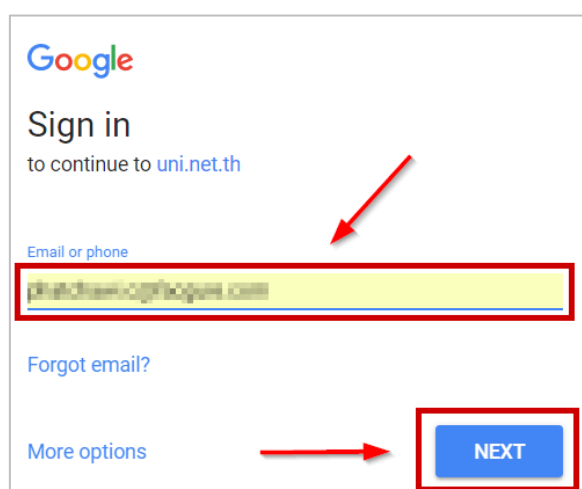 Google
Sign in
to continue to uni.net.th
Email or phone
Forgot email?
More options
NEXT